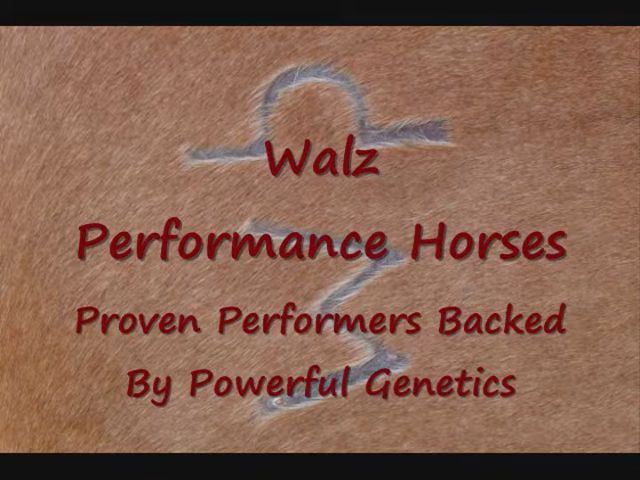 Walz
Performance Horses
Proven Performers Backed
By Powerful Genetics